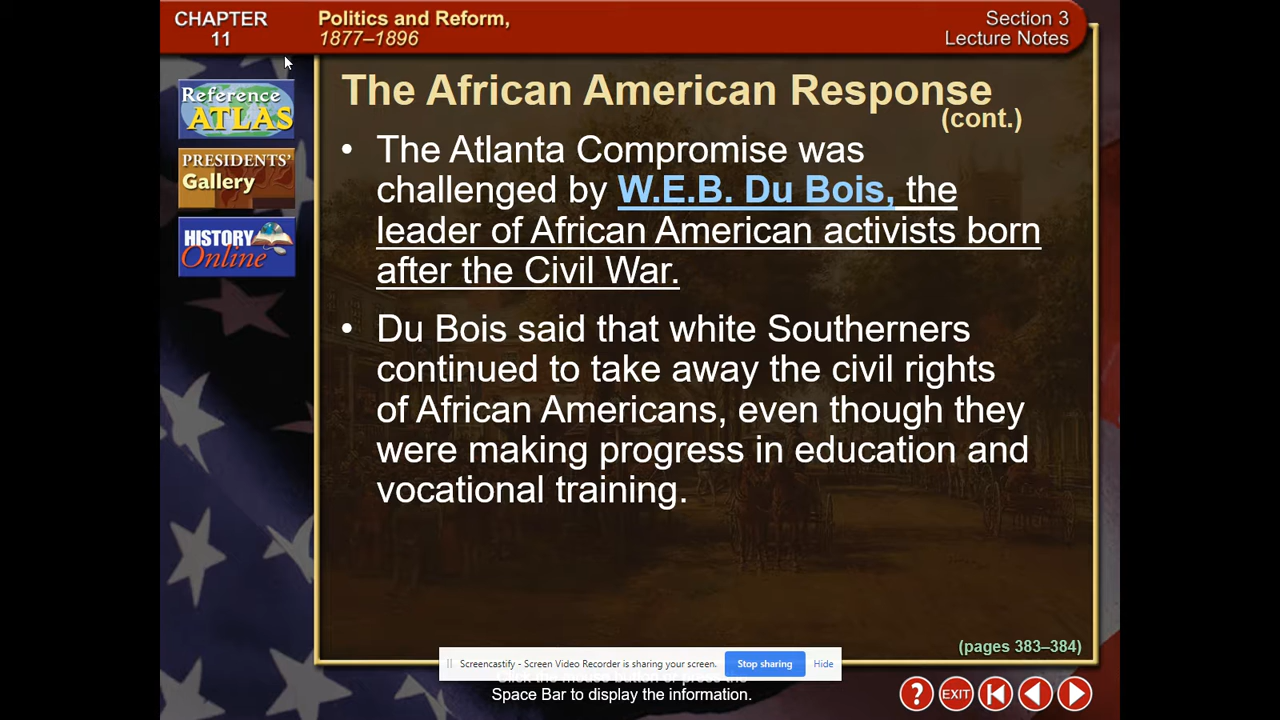 CHAPTER
11
Politics and Reform,
1877–1896
Section 3
Lecture Notes
Reference
ATLAS
PRESIDENTS'
Gallery
HISTORY
Online
The African American Response
(cont.)
• The Atlanta Compromise was
challenged by W.E.B. Du Bois, the
leader of African American activists born
after the Civil War.
• Du Bois said that white Southerners
continued to take away the civil rights
of African Americans, even though they
were making progress in education and
vocational training.
(pages 383–384)
Screencastify - Screen Video Recorder is sharing your screen.
Stop sharing
Hide
Space Bar to display the information.
?
EXIT